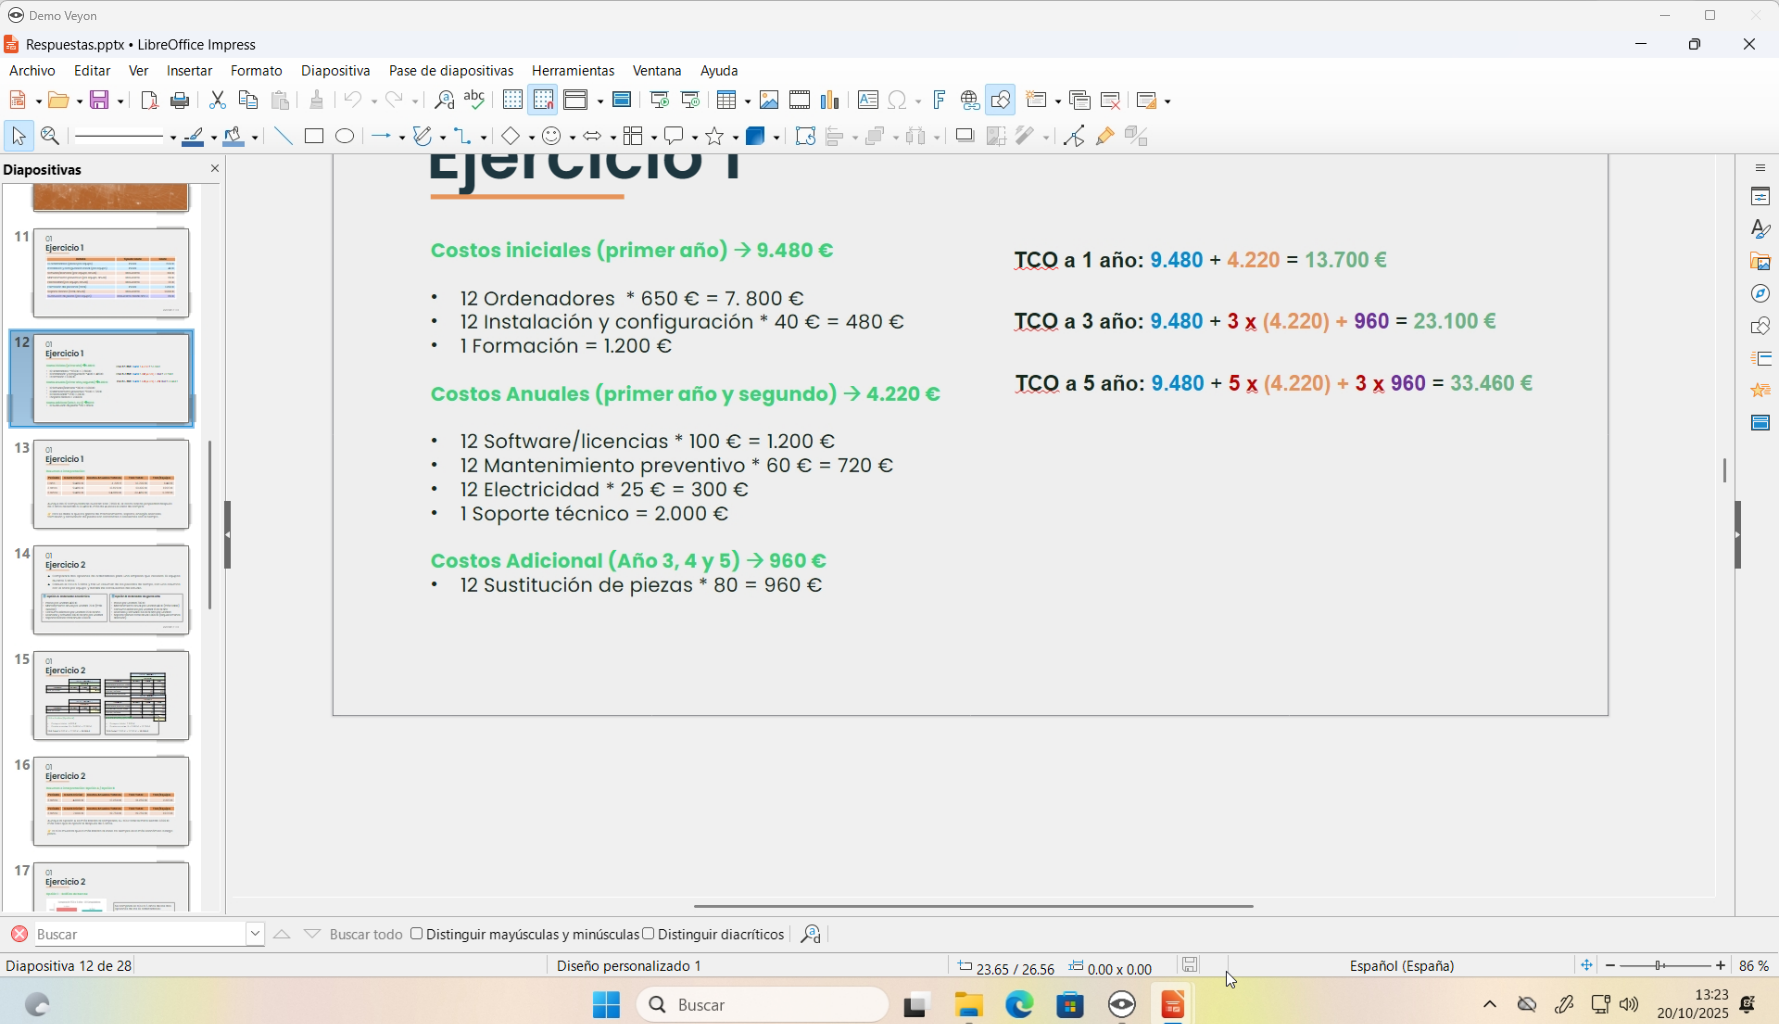 Demo Veyon
Respuestas.pptx • LibreOffice Impress
Archivo Editar Ver Insertar Formato Diapositiva Pase de diapositivas Herramientas Ventana Ayuda
Diapositivas
11
01
Ejercicio 1
12
01
Ejercicio 1
13
01
Ejercicio 1
14
01
Ejercicio 2
15
01
Ejercicio 2
16
01
Ejercicio 2
17
01
Ejercicio 2
Ejercicio 1
Costos iniciales (primer año) → 9.480 €
• 12 Ordenadores * 650 € = 7. 800 €
• 12 Instalación y configuración * 40 € = 480 €
• 1 Formación = 1.200 €
Costos Anuales (primer año y segundo) → 4.220 €
• 12 Software/licencias * 100 € = 1.200 €
• 12 Mantenimiento preventivo * 60 € = 720 €
• 12 Electricidad * 25 € = 300 €
• 1 Soporte técnico = 2.000 €
Costos Adicional (Año 3, 4 y 5) → 960 €
• 12 Sustitución de piezas * 80 = 960 €
TCO a 1 año: 9.480 + 4.220 = 13.700 €
TCO a 3 año: 9.480 + 3 x (4.220) + 960 = 23.100 €
TCO a 5 año: 9.480 + 5 x (4.220) + 3 x 960 = 33.460 €
Buscar Buscar todo Distinguir mayúsculas y minúsculas Distinguir diacríticos
Diapositiva 12 de 28 Diseño personalizado 1 23.65 / 26.56 0.00 x 0.00 Español (España) 86 %
Buscar
13:23
20/10/2025